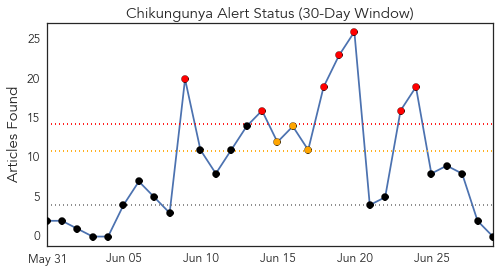 Chikungunya Alert Status (30-Day Window)
Articles Found
25
20
15
10
5
0
May 31
Jun 05
Jun 10
Jun 15
Jun 20
Jun 25